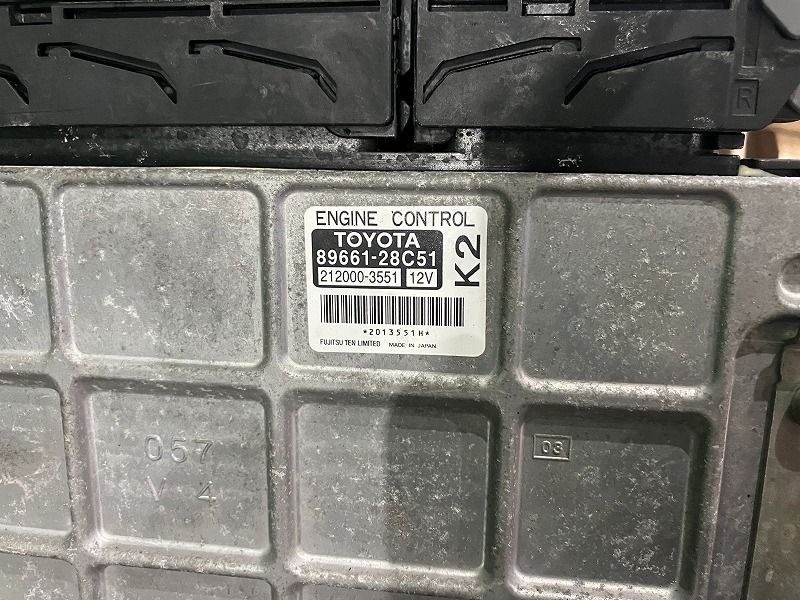 R
ENGINE CONTROL
TOYOTA
89661-28C51
212000-3551 12V
K2
*2013551H*
FUJITSU TEN LIMITED MADE IN JAPAN
057
V 4
03